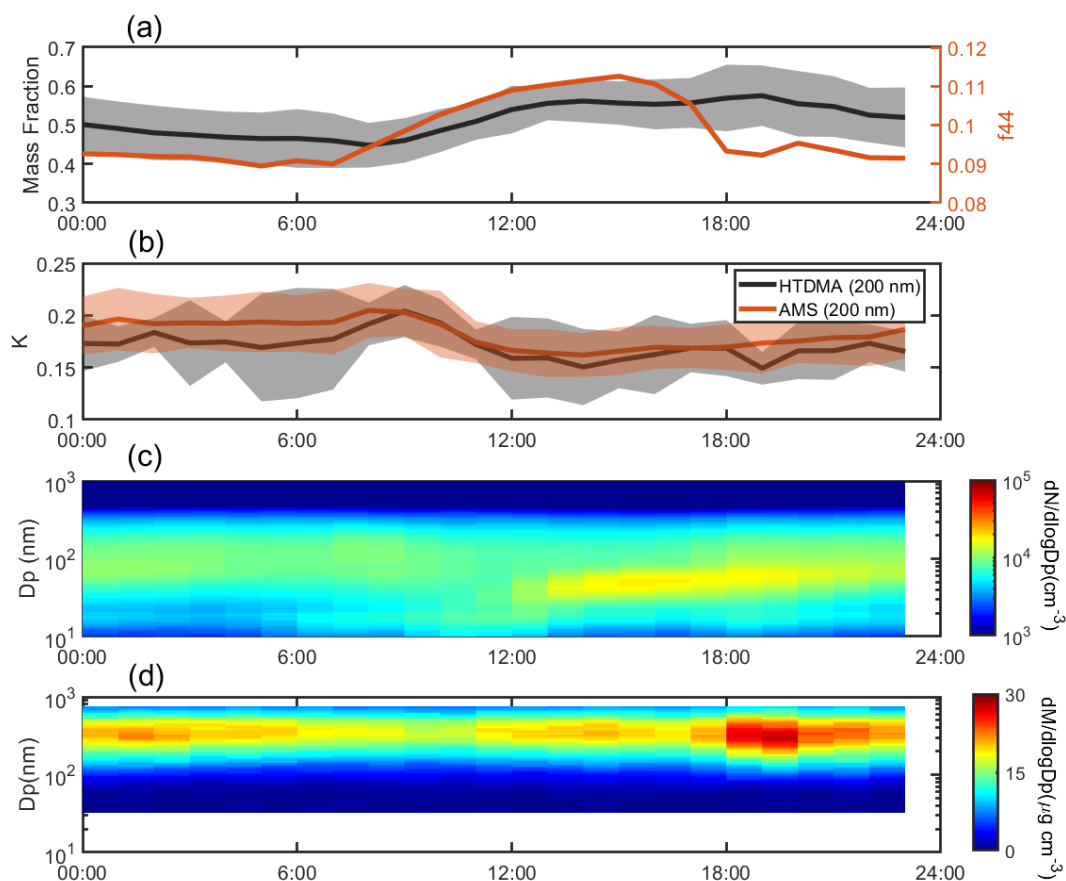 (a)
0.7
0.6
0.5
0.4
0.3
Mass Fraction
0.12
0.11
0.1
0.09
0.08
f44
00:00 6:00 12:00 18:00 24:00
(b)
0.25
0.2
0.15
0.1
K
HTDMA (200 nm)
AMS (200 nm)
00:00 6:00 12:00 18:00 24:00
(c)
10³
10²
10¹
Dp (nm)
00:00 6:00 12:00 18:00 24:00
10⁵
10⁴
10³
dN/dlogDp(cm⁻³)
(d)
10³
10²
10¹
Dp(nm)
00:00 6:00 12:00 18:00 24:00
30
15
0
dM/dlogDp(μg cm⁻³)